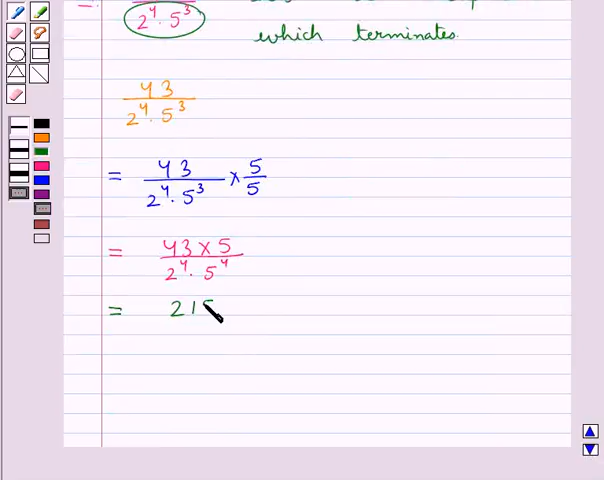 2⁴·5³
which terminates.
43
2⁴·5³
= 43/2⁴·5³ × 5/5
= 43×5/2⁴·5⁴
= 215